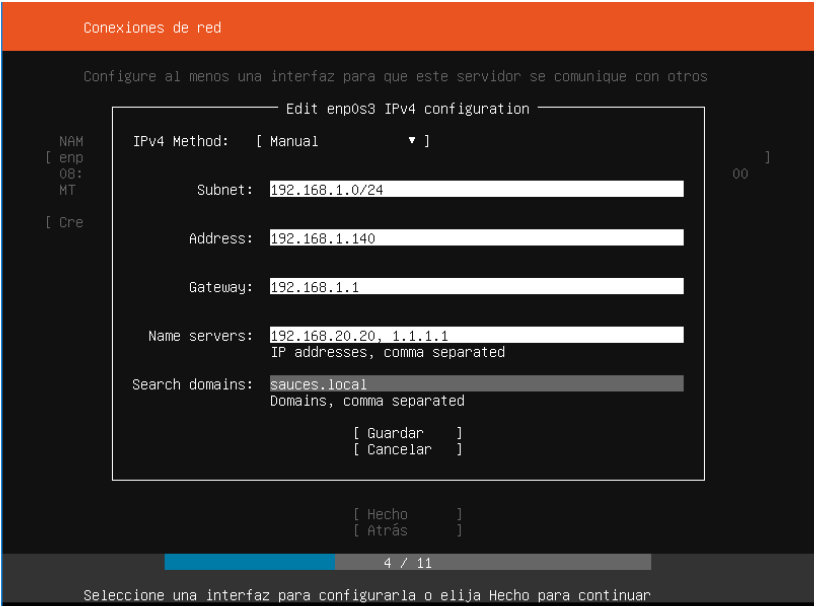 Conexiones de red
Configure al menos una interfaz para que este servidor se comunique con otros
Edit enp0s3 IPv4 configuration
NAM
[ enp ]
08: 00
MT
[ Cre
IPv4 Method: [ Manual ▾ ]
Subnet: 192.168.1.0/24
Address: 192.168.1.140
Gateway: 192.168.1.1
Name servers: 192.168.20.20, 1.1.1.1
IP addresses, comma separated
Search domains: sauces.local
Domains, comma separated
[ Guardar ]
[ Cancelar ]
[ Hecho ]
[ Atrás ]
4 / 11
Seleccione una interfaz para configurarla o elija Hecho para continuar